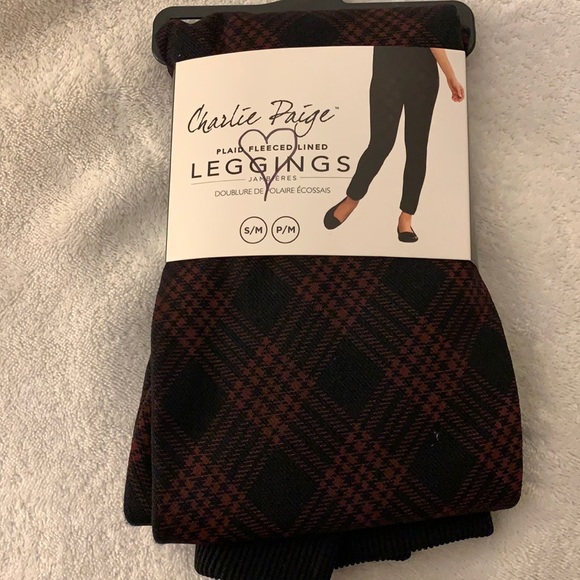 Charlie Paige™
PLAID FLEECED LINED
LEGGINGS
JAMBIÈRES
DOUBLURE DE POLAIRE ÉCOSSAIS
S/M P/M